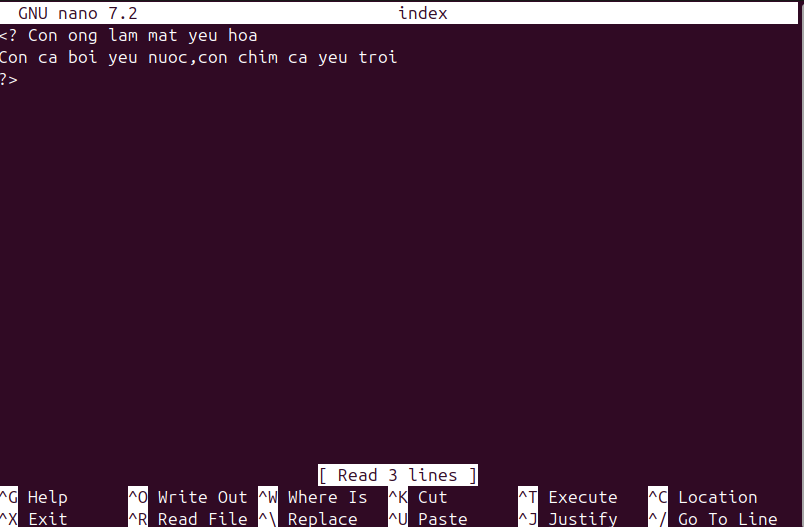 GNU nano 7.2 index
<? Con ong lam mat yeu hoa
Con ca boi yeu nuoc,con chim ca yeu troi
?>
[ Read 3 lines ]
^G Help ^O Write Out ^W Where Is ^K Cut ^T Execute ^C Location
^X Exit ^R Read File ^\ Replace ^U Paste ^J Justify ^/ Go To Line